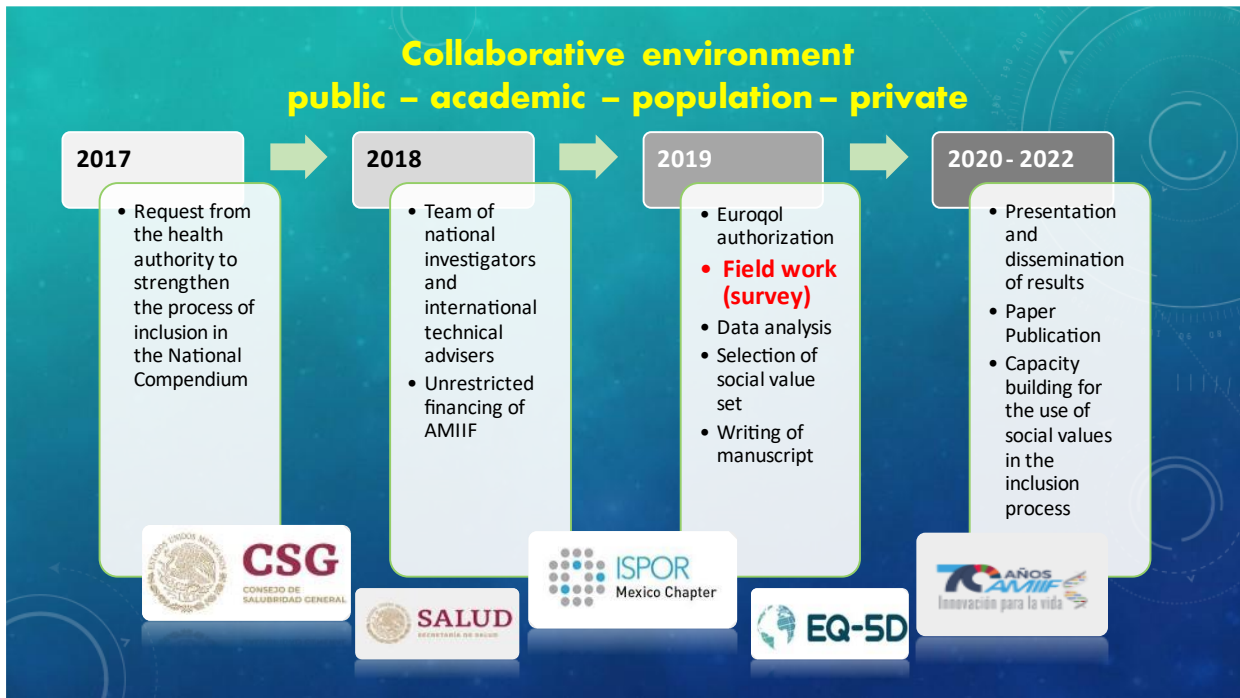 Collaborative environment
public – academic – population – private
2017
• Request from
the health
authority to
strengthen
the process of
inclusion in
the National
Compendium
2018
• Team of
national
investigators
and
international
technical
advisers
• Unrestricted
financing of
AMIIF
2019
• Euroqol
authorization
• Field work
(survey)
• Data analysis
• Selection of
social value
set
• Writing of
manuscript
2020 - 2022
• Presentation
and
dissemination
of results
• Paper
Publication
• Capacity
building for
the use of
social values
in the
inclusion
process
ESTADOS UNIDOS MEXICANOS
CSG
CONSEJO DE
SALUBRIDAD GENERAL
SALUD
SECRETARÍA DE SALUD
ISPOR
Mexico Chapter
EQ-5D
70 AÑOS
AMIIF
Innovación para la vida